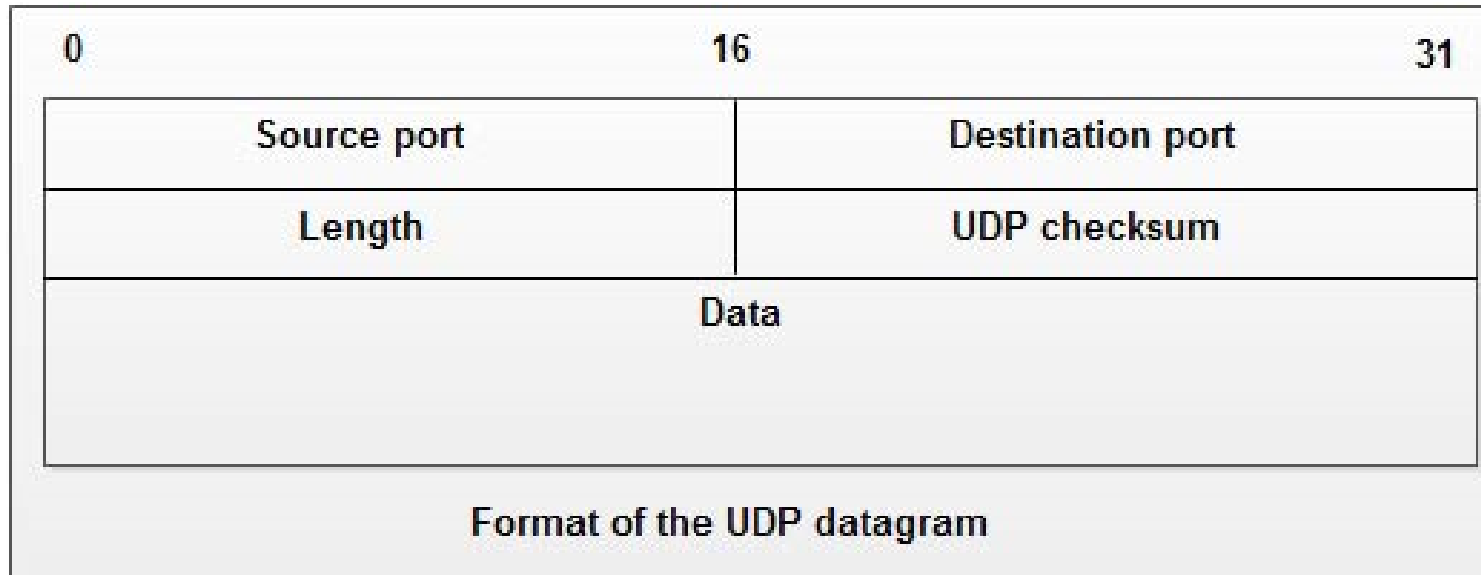 0 16 31
Source port Destination port
Length UDP checksum
Data
Format of the UDP datagram